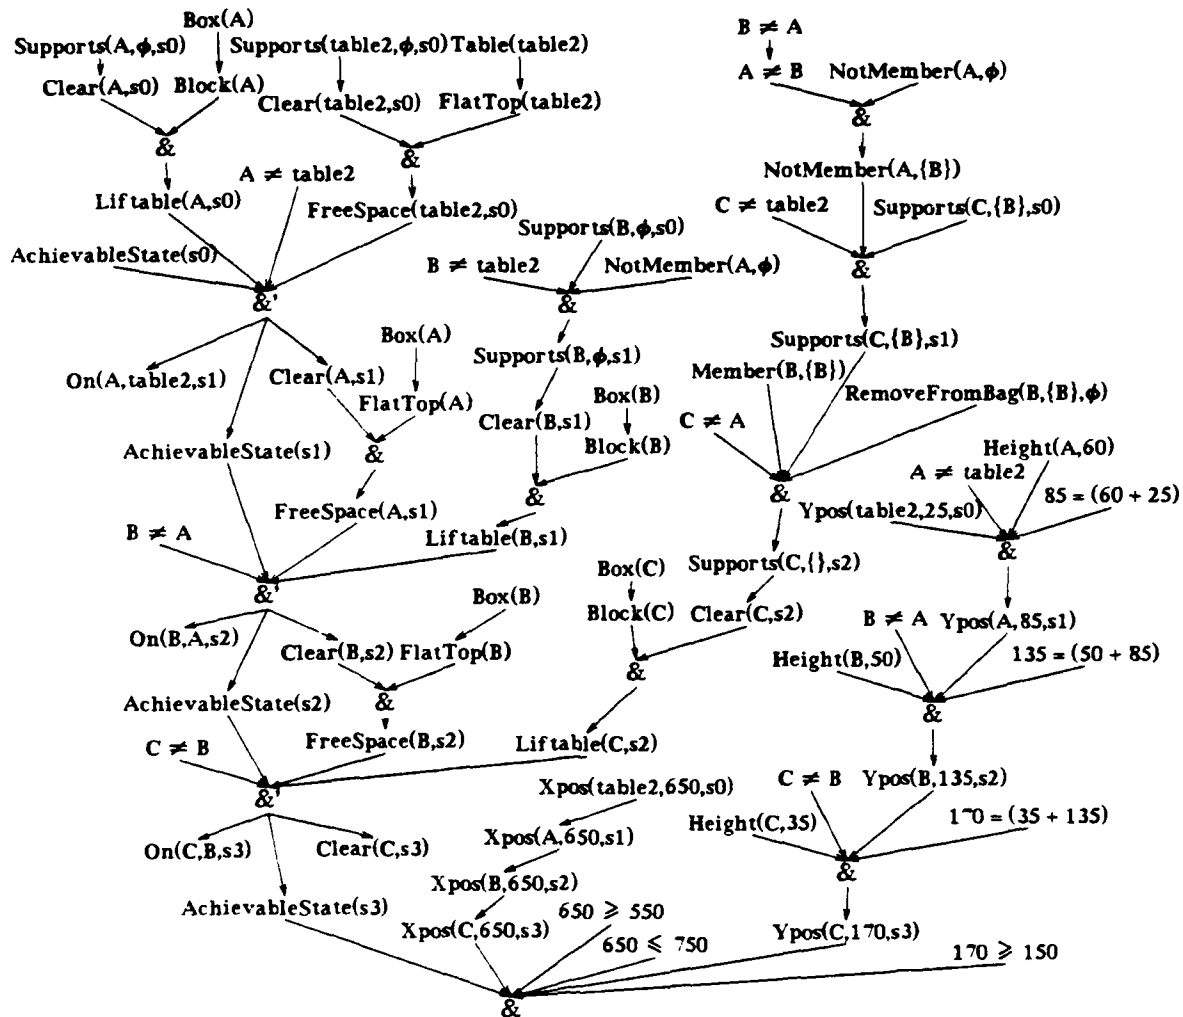 Box(A)
Supports(A,ϕ,s0)
Supports(table2,ϕ,s0)
Table(table2)
B ≠ A
Clear(A,s0)
Block(A)
A ≠ B
NotMember(A,ϕ)
Clear(table2,s0)
FlatTop(table2)
&
&
&
A ≠ table2
NotMember(A,{B})
Liftable(A,s0)
FreeSpace(table2,s0)
C ≠ table2
Supports(C,{B},s0)
Supports(B,ϕ,s0)
AchievableState(s0)
B ≠ table2
NotMember(A,ϕ)
&
&'
&
Box(A)
Supports(C,{B},s1)
Supports(B,ϕ,s1)
On(A,table2,s1)
Clear(A,s1)
Member(B,{B})
FlatTop(A)
Box(B)
RemoveFromBag(B,{B},ϕ)
Clear(B,s1)
C ≠ A
Block(B)
Height(A,60)
AchievableState(s1)
&
A ≠ table2
&
&
85 = (60 + 25)
FreeSpace(A,s1)
Ypos(table2,25,s0)
B ≠ A
Liftable(B,s1)
&
Box(C)
Supports(C,{},s2)
&'
Box(B)
Block(C)
Clear(C,s2)
B ≠ A
Ypos(A,85,s1)
On(B,A,s2)
Clear(B,s2)
FlatTop(B)
Height(B,50)
135 = (50 + 85)
&
AchievableState(s2)
&
&
C ≠ B
FreeSpace(B,s2)
Liftable(C,s2)
C ≠ B
Ypos(B,135,s2)
&'
Xpos(table2,650,s0)
Height(C,35)
170 = (35 + 135)
On(C,B,s3)
Clear(C,s3)
Xpos(A,650,s1)
&
Xpos(B,650,s2)
AchievableState(s3)
650 ⩾ 550
Xpos(C,650,s3)
650 ⩽ 750
Ypos(C,170,s3)
170 ⩾ 150
&